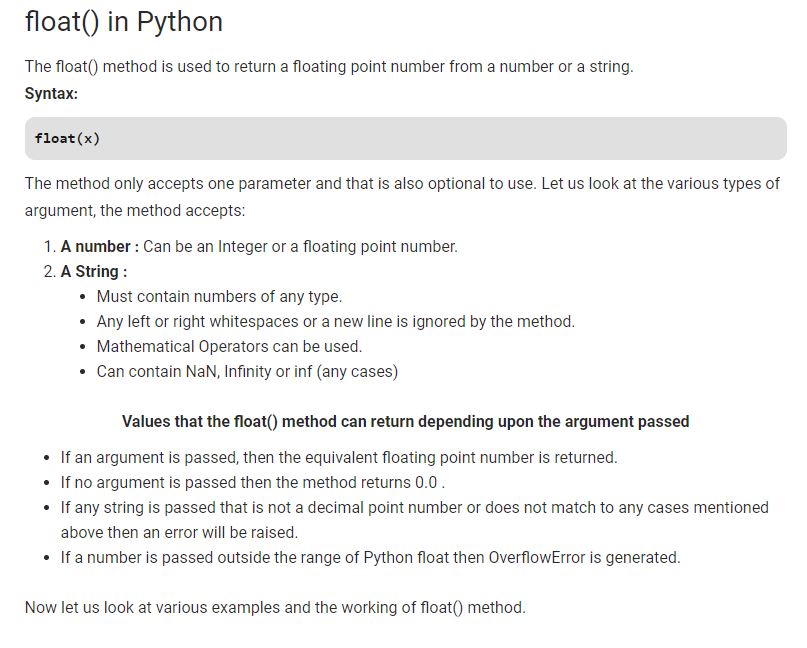 float() in Python
The float() method is used to return a floating point number from a number or a string.
Syntax:
float(x)
The method only accepts one parameter and that is also optional to use. Let us look at the various types of
argument, the method accepts:
1. A number : Can be an Integer or a floating point number.
2. A String :
• Must contain numbers of any type.
• Any left or right whitespaces or a new line is ignored by the method.
• Mathematical Operators can be used.
• Can contain NaN, Infinity or inf (any cases)
Values that the float() method can return depending upon the argument passed
• If an argument is passed, then the equivalent floating point number is returned.
• If no argument is passed then the method returns 0.0 .
• If any string is passed that is not a decimal point number or does not match to any cases mentioned
above then an error will be raised.
• If a number is passed outside the range of Python float then OverflowError is generated.
Now let us look at various examples and the working of float() method.